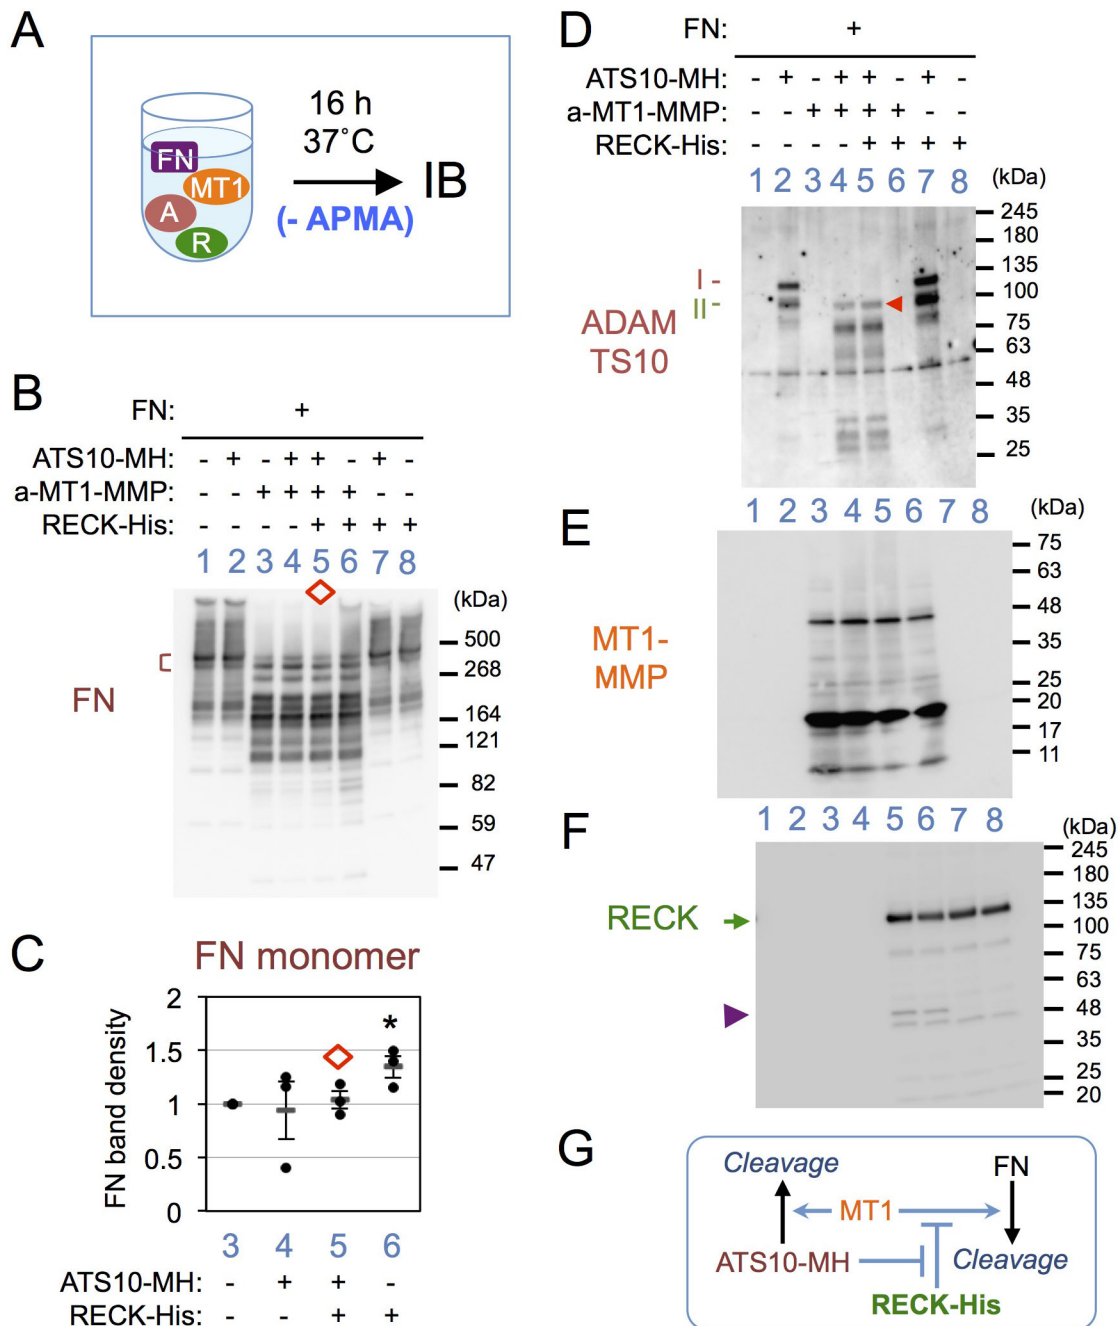 A
FN
MT1
A
R
16 h
37˚C
(- APMA)
IB
B
FN: +
ATS10-MH: - + - + + - + -
a-MT1-MMP: - - + + + + - -
RECK-His: - - - - + + + +
1 2 3 4 5 6 7 8
(kDa)
FN
500
268
164
121
82
59
47
C
FN monomer
FN band density
2
1.5
1
0.5
0
*
3 4 5 6
ATS10-MH: - + + -
RECK-His: - - + +
D
FN: +
ATS10-MH: - + - + + - + -
a-MT1-MMP: - - + + + + - -
RECK-His: - - - - + + + +
1 2 3 4 5 6 7 8 (kDa)
I -
II -
ADAM
TS10
245
180
135
100
75
63
48
35
25
E
1 2 3 4 5 6 7 8 (kDa)
MT1-
MMP
75
63
48
35
25
20
17
11
F
1 2 3 4 5 6 7 8 (kDa)
RECK
245
180
135
100
75
63
48
35
25
20
G
Cleavage
FN
MT1
ATS10-MH
Cleavage
RECK-His